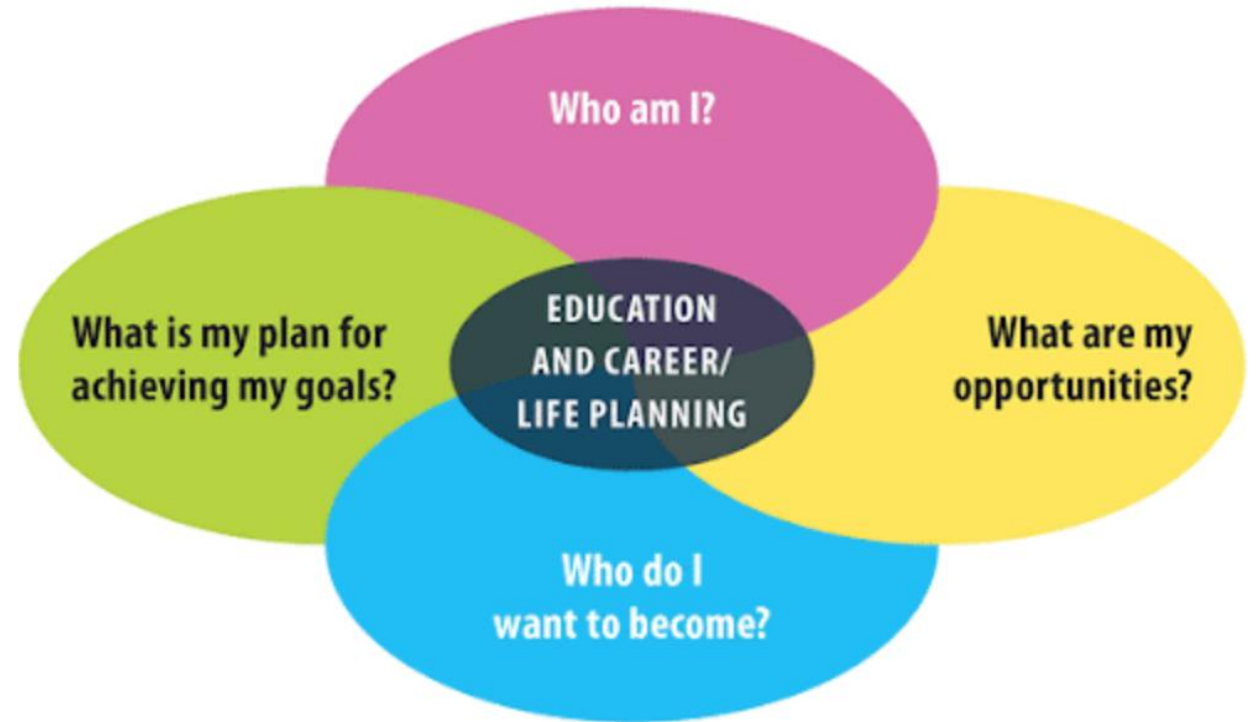 Who am I?
What is my plan for
achieving my goals?
EDUCATION
AND CAREER/
LIFE PLANNING
What are my
opportunities?
Who do I
want to become?